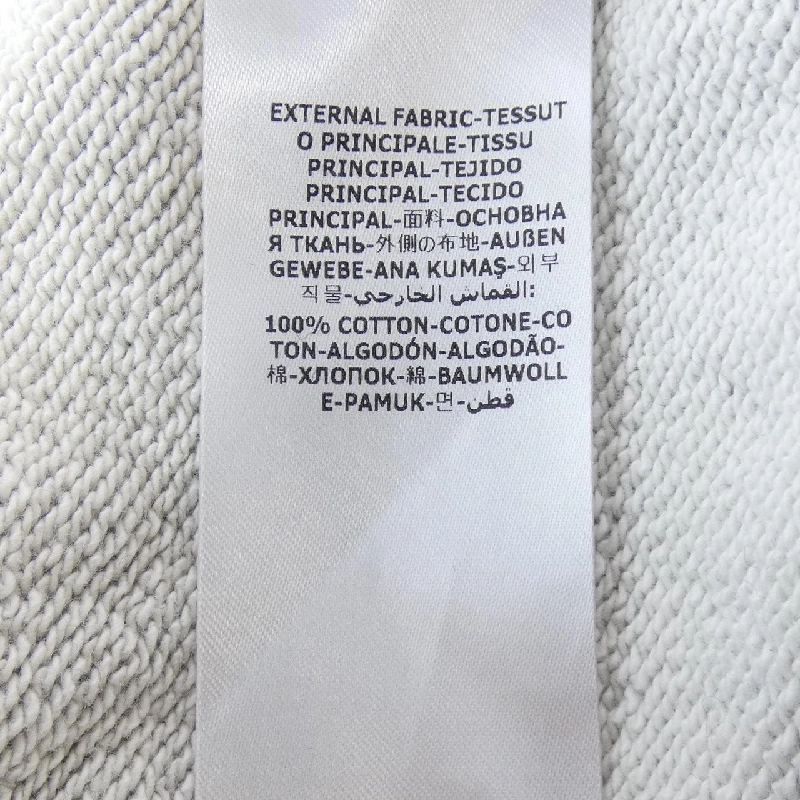 EXTERNAL FABRIC-TESSUT
O PRINCIPALE-TISSU
PRINCIPAL-TEJIDO
PRINCIPAL-TECIDO
PRINCIPAL-面料-ОСНОВНА
Я ТКАНЬ-外側の布地-AUßEN
GEWEBE-ANA KUMAŞ-외부
직물-القماش الخارجي:
100% COTTON-COTONE-CO
TON-ALGODÓN-ALGODÃO-
棉-ХЛОПОК-綿-BAUMWOLL
E-PAMUK-면-قطن